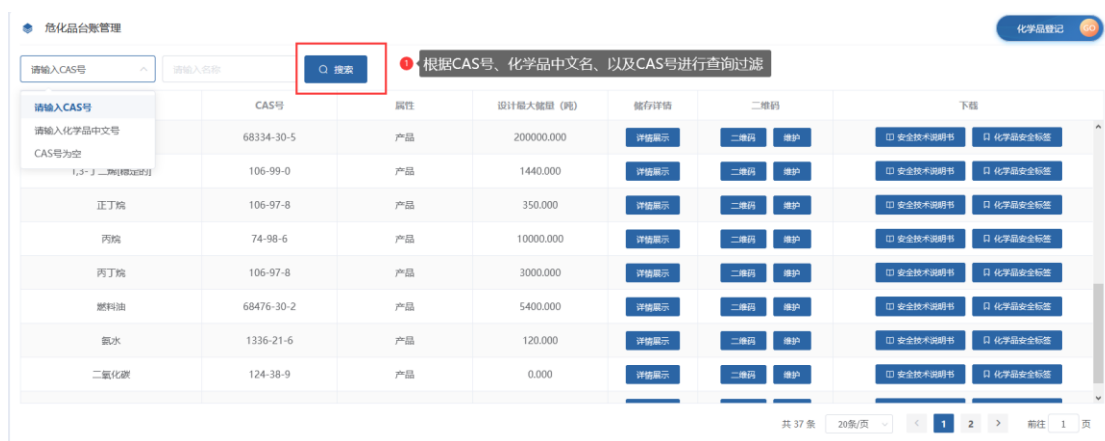 危化品台账管理
化学品登记 GO
请输入CAS号 请输入名称 搜索 1 根据CAS号、化学品中文名、以及CAS号进行查询过滤
请输入CAS号
请输入化学品中文号
CAS号为空
CAS号 属性 设计最大储量（吨） 储存详情 二维码 下载
68334-30-5 产品 200000.000 详情展示 二维码 维护 安全技术说明书 化学品安全标签
1,3-丁二烯[稳定的] 106-99-0 产品 1440.000 详情展示 二维码 维护 安全技术说明书 化学品安全标签
正丁烷 106-97-8 产品 350.000 详情展示 二维码 维护 安全技术说明书 化学品安全标签
丙烷 74-98-6 产品 10000.000 详情展示 二维码 维护 安全技术说明书 化学品安全标签
丙丁烷 106-97-8 产品 3000.000 详情展示 二维码 维护 安全技术说明书 化学品安全标签
燃料油 68476-30-2 产品 5400.000 详情展示 二维码 维护 安全技术说明书 化学品安全标签
氨水 1336-21-6 产品 120.000 详情展示 二维码 维护 安全技术说明书 化学品安全标签
二氧化碳 124-38-9 产品 0.000 详情展示 二维码 维护 安全技术说明书 化学品安全标签
共 37 条 20条/页 1 2 前往 1 页